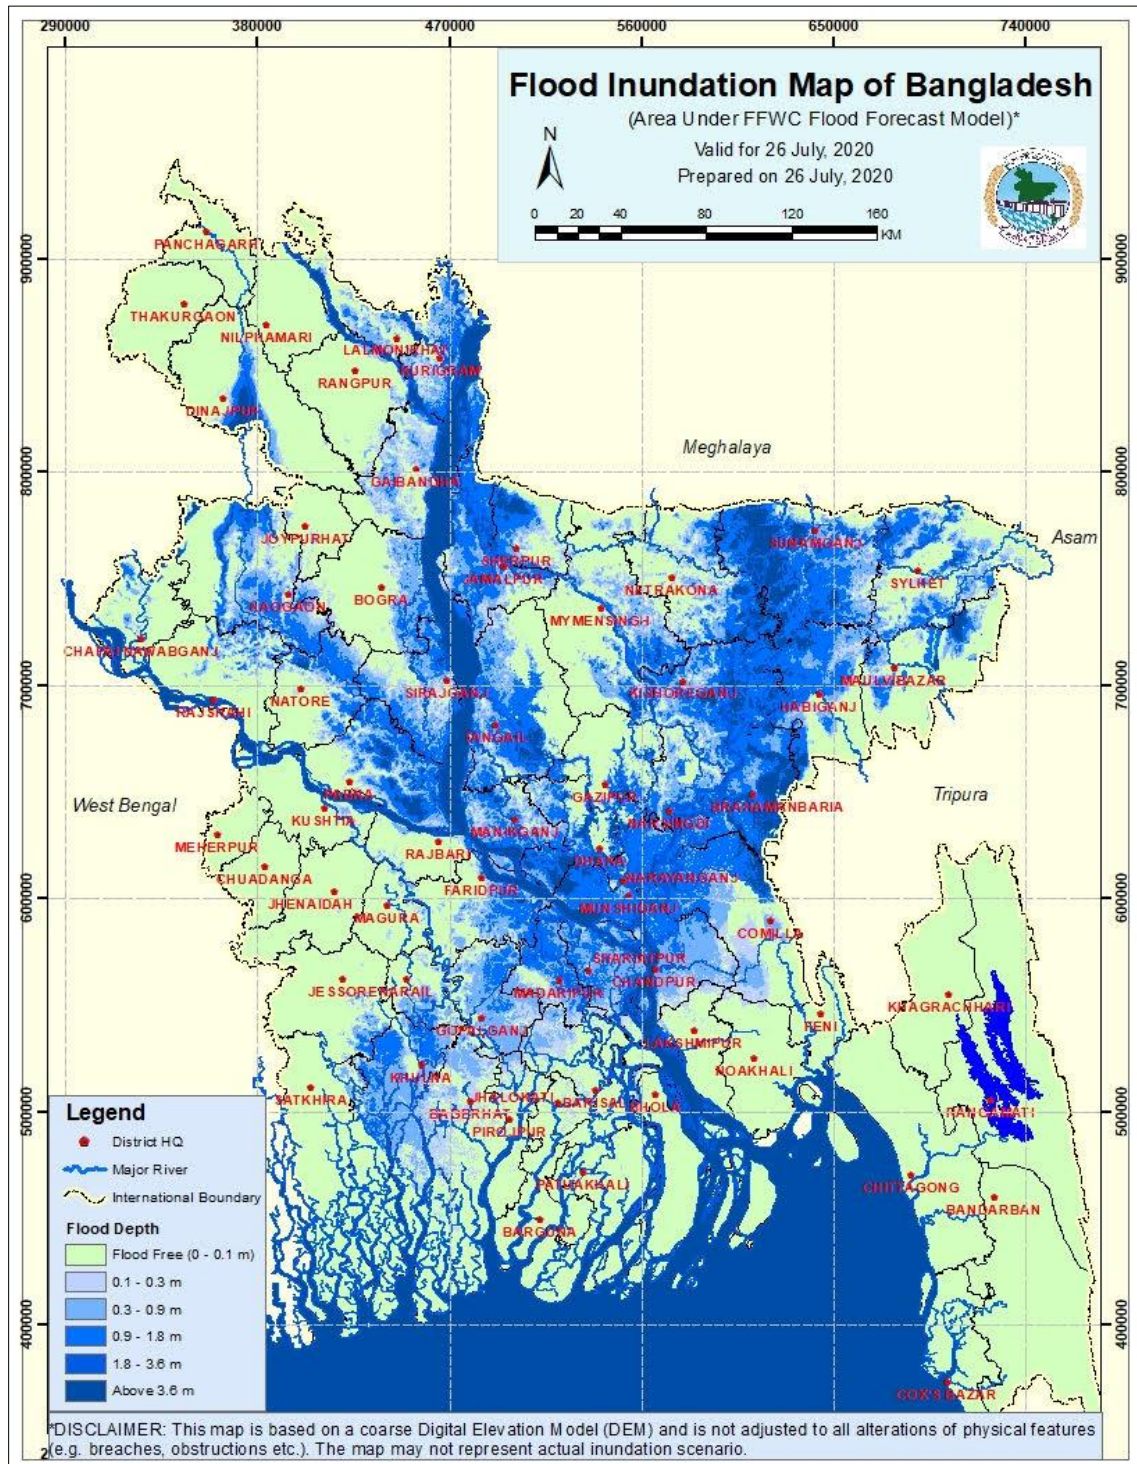 290000 380000 470000 560000 650000 740000
Flood Inundation Map of Bangladesh
(Area Under FFWC Flood Forecast Model)*
Valid for 26 July, 2020
Prepared on 26 July, 2020
N
0 20 40 80 120 160
KM
900000 900000
PANCHAGARH
THAKURGAON
NILPHAMARI
LALMONIRHAT
KURIGRAM
RANGPUR
DINAJPUR
Meghalaya
800000 800000
GAIBANDHA
JOYPURHAT
SHERPUR
JAMALPUR
SUNAMGANJ
Asam
SYLHET
NETRAKONA
NAOGAON
BOGRA
MYMENSINGH
CHAPAI NAWABGANJ
MAULVIBAZAR
700000 700000
NATORE
SIRAJGANJ
KISHOREGANJ
HABIGANJ
RAJSHAHI
TANGAIL
West Bengal
PABNA
GAZIPUR
BRAHAMANBARIA
Tripura
KUSHTIA
NARSINGDI
MANIKGANJ
MEHERPUR
RAJBARI
DHAKA
CHUADANGA
FARIDPUR
NARAYANGANJ
600000 600000
JHENAIDAH
MAGURA
MUNSHIGANJ
COMILLA
SHARIATPUR
CHANDPUR
JESSORE NARAIL
MADARIPUR
KHAGRACHHARI
GOPALGANJ
LAKSHMIPUR
FENI
NOAKHALI
KHULNA
SATKHIRA
JHALOKATI
BARISAL
BHOLA
RANGAMATI
500000 500000
BAGERHAT
PIROJPUR
PATUAKHALI
CHITTAGONG
BANDARBAN
BARGUNA
400000 400000
COX'S BAZAR
Legend
District HQ
Major River
International Boundary
Flood Depth
Flood Free (0 - 0.1 m)
0.1 - 0.3 m
0.3 - 0.9 m
0.9 - 1.8 m
1.8 - 3.6 m
Above 3.6 m
*DISCLAIMER: This map is based on a coarse Digital Elevation Model (DEM) and is not adjusted to all alterations of physical features
(e.g. breaches, obstructions etc.). The map may not represent actual inundation scenario.